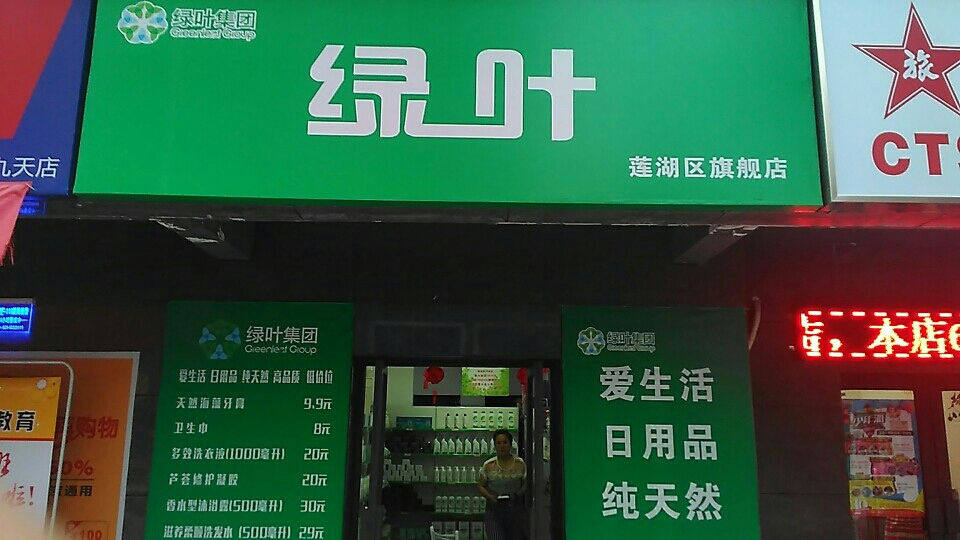 绿叶集团
Greenleaf Group
绿叶
莲湖区旗舰店
九天店
旅
CTS
绿叶集团
Greenleaf Group
爱生活 日用品 纯天然 高品质 低价位
天然海藻牙膏 9.9元
卫生巾 8元
多效洗衣液(1000毫升) 20元
芦荟修护凝胶 20元
香水型沐浴露(500毫升) 30元
滋养柔顺洗发水(500毫升) 29元
绿叶集团
Greenleaf Group
爱生活
日用品
纯天然
，本店6
教育
购物
0%
通用